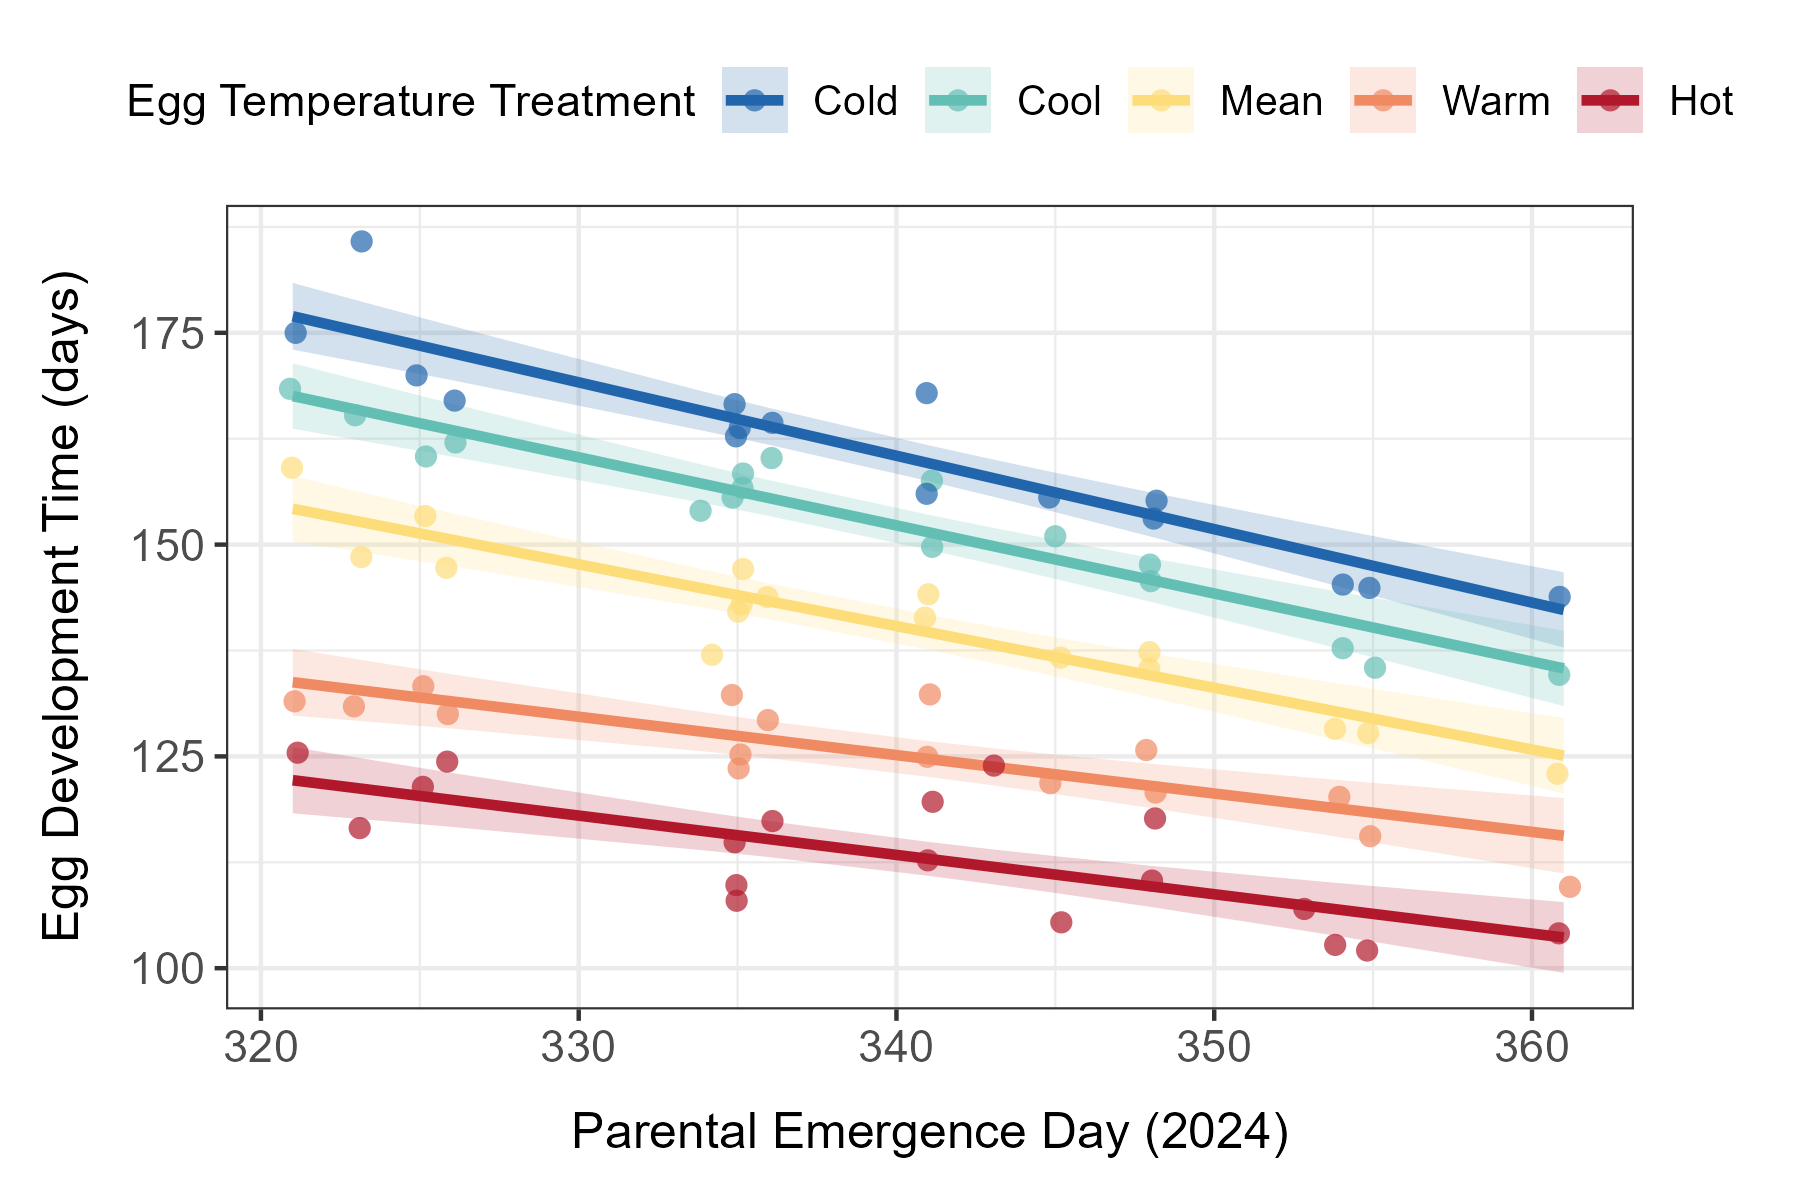 Egg Temperature Treatment Cold Cool Mean Warm Hot
Egg Development Time (days)
175
150
125
100
320 330 340 350 360
Parental Emergence Day (2024)